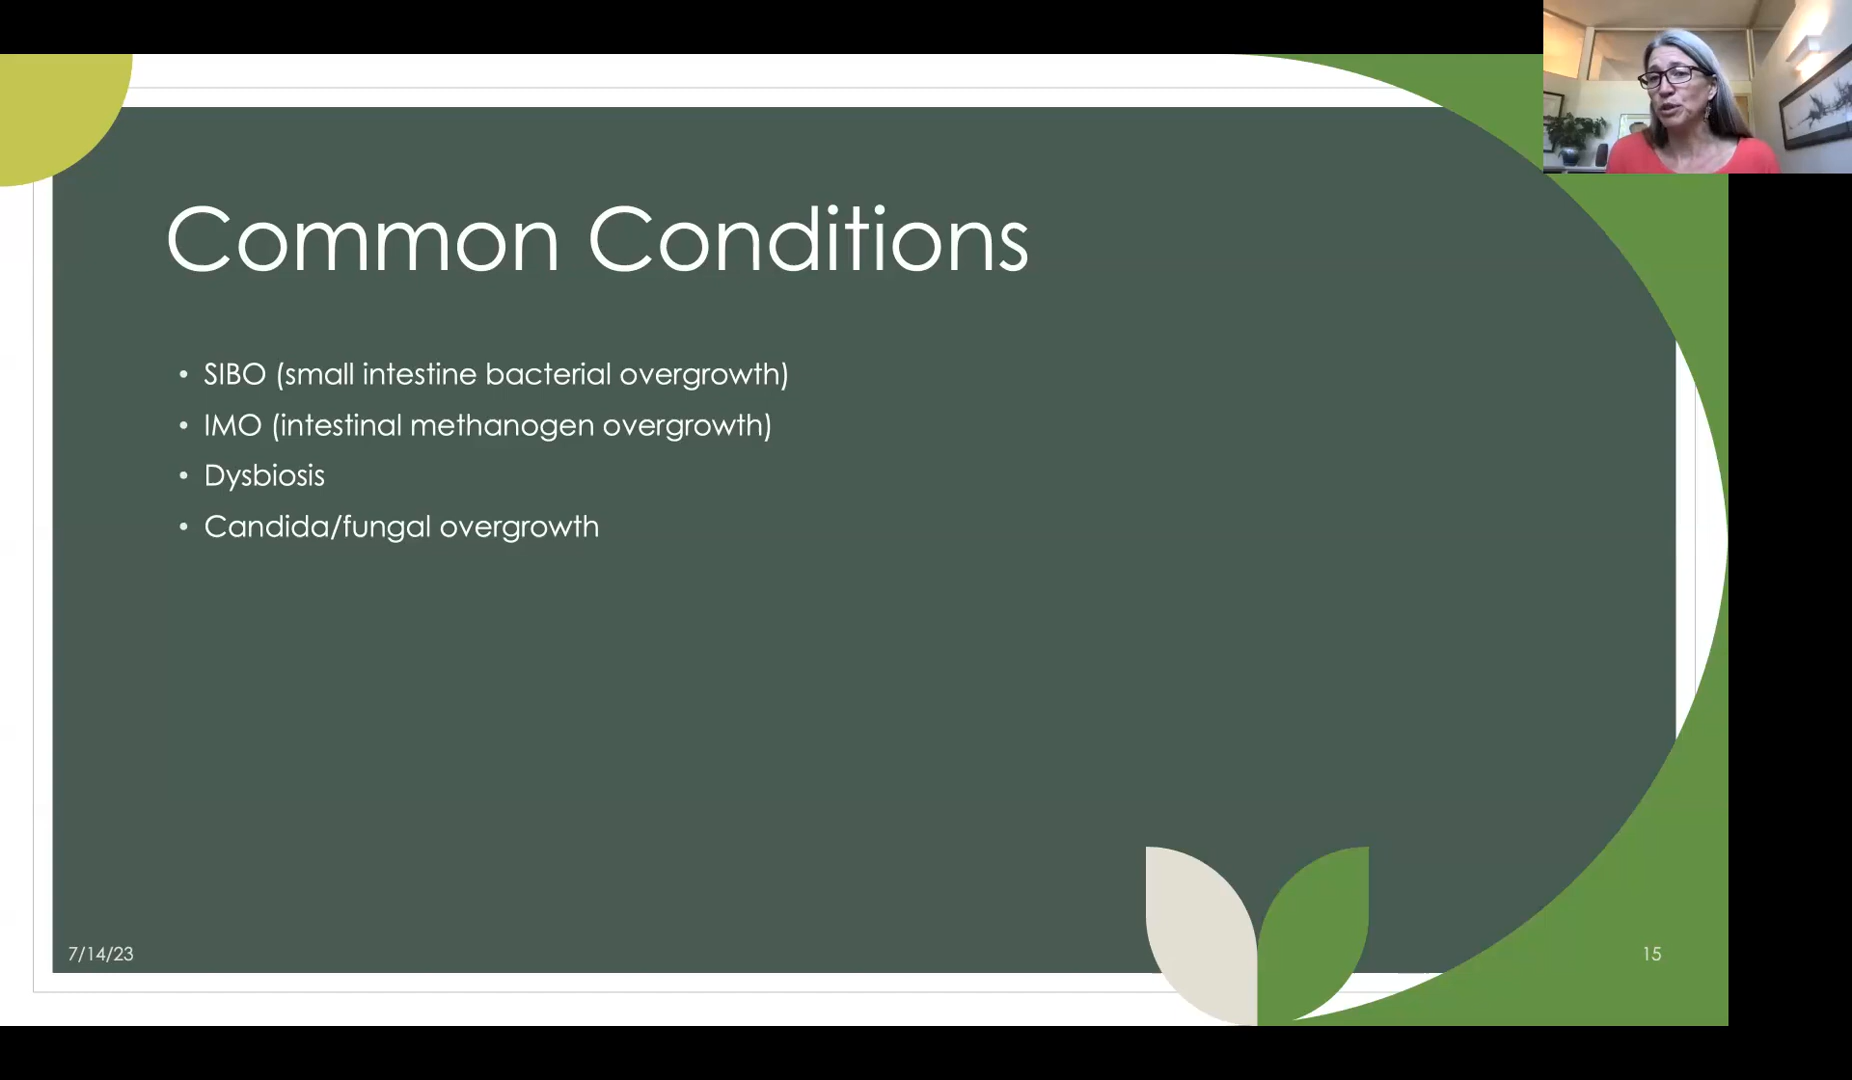 Common Conditions
• SIBO (small intestine bacterial overgrowth)
• IMO (intestinal methanogen overgrowth)
• Dysbiosis
• Candida/fungal overgrowth
7/14/23
15